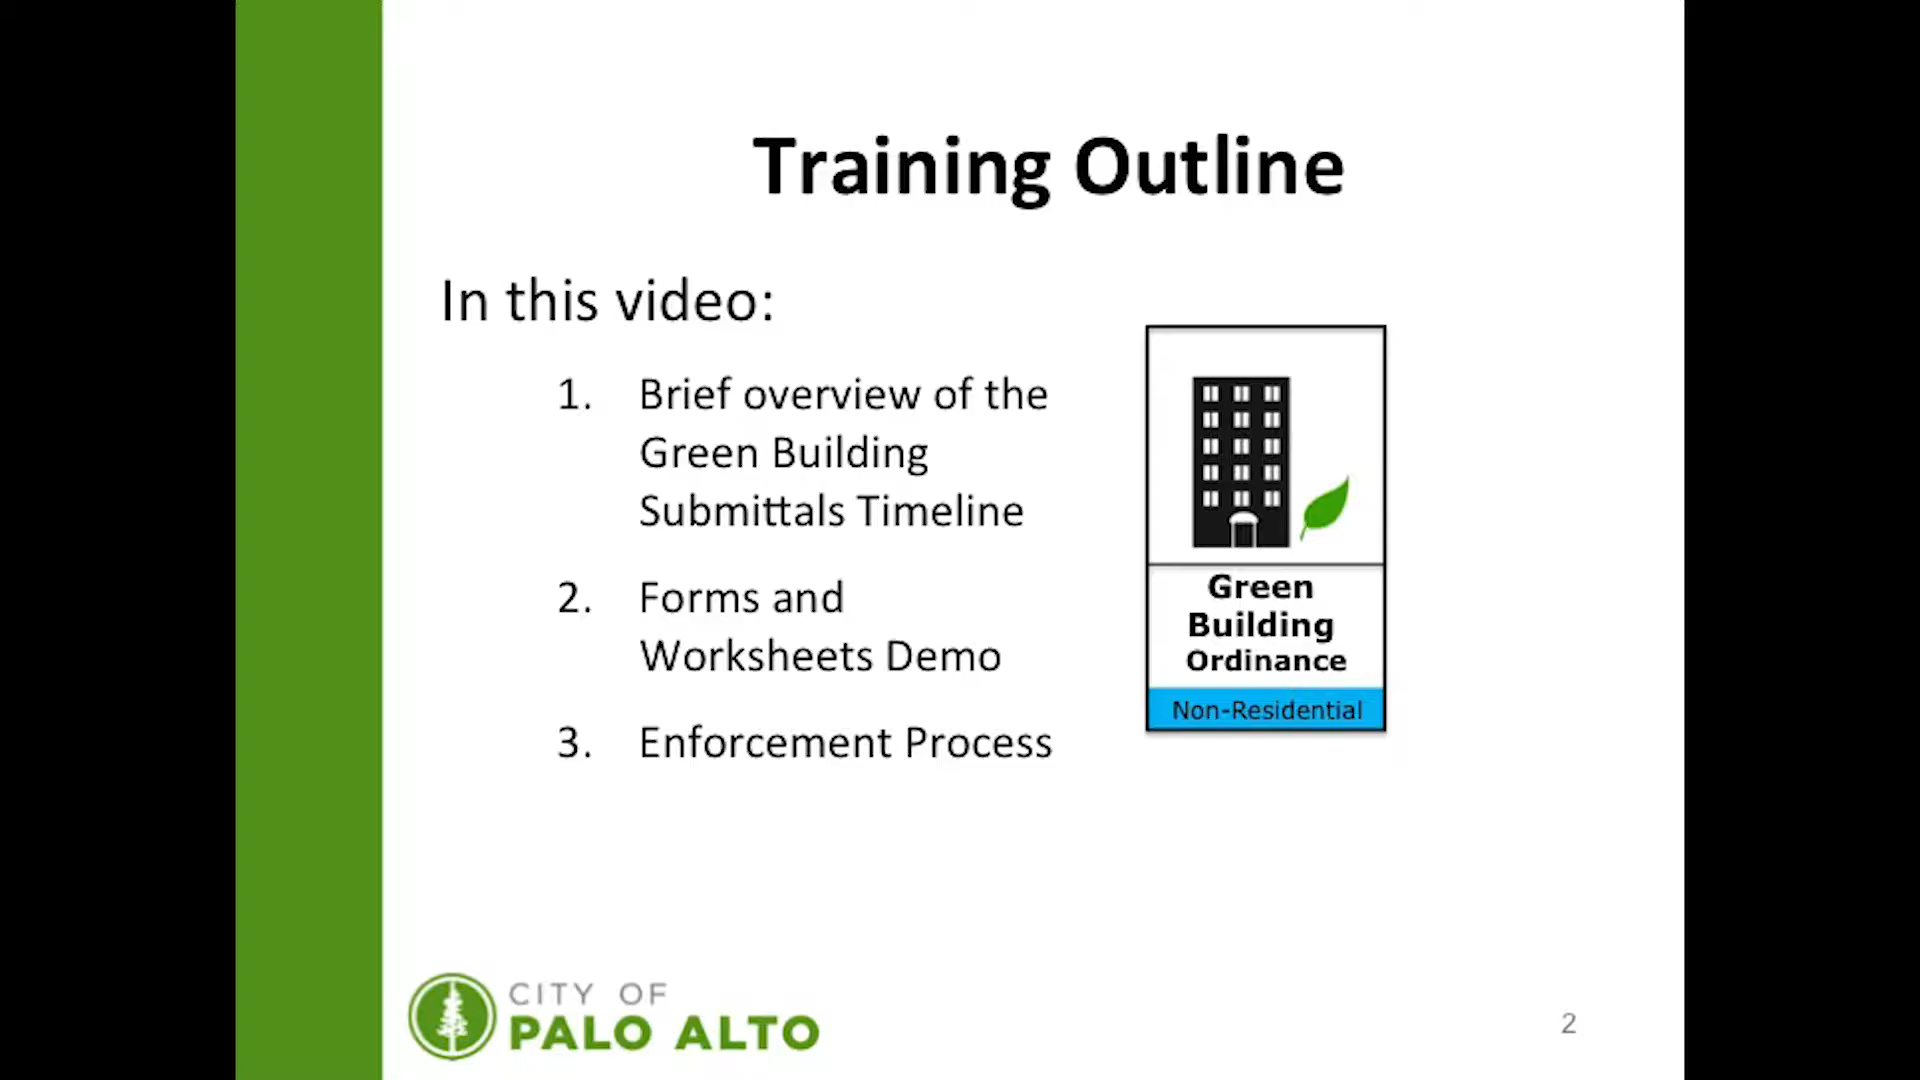 Training Outline
In this video:
1. Brief overview of the
Green Building
Submittals Timeline
2. Forms and
Worksheets Demo
3. Enforcement Process
Green
Building
Ordinance
Non-Residential
CITY OF
PALO ALTO
2